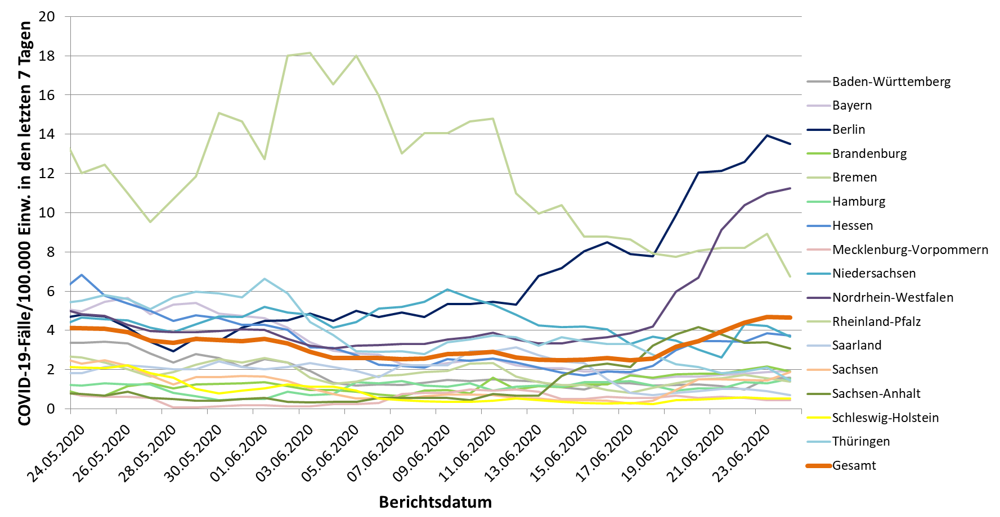 COVID-19-Fälle/100.000 Einw. in den letzten 7 Tagen
20
18
16
14
12
10
8
6
4
2
0
24.05.2020
26.05.2020
28.05.2020
30.05.2020
01.06.2020
03.06.2020
05.06.2020
07.06.2020
09.06.2020
11.06.2020
13.06.2020
15.06.2020
17.06.2020
19.06.2020
21.06.2020
23.06.2020
Berichtsdatum
Baden-Württemberg
Bayern
Berlin
Brandenburg
Bremen
Hamburg
Hessen
Mecklenburg-Vorpommern
Niedersachsen
Nordrhein-Westfalen
Rheinland-Pfalz
Saarland
Sachsen
Sachsen-Anhalt
Schleswig-Holstein
Thüringen
Gesamt